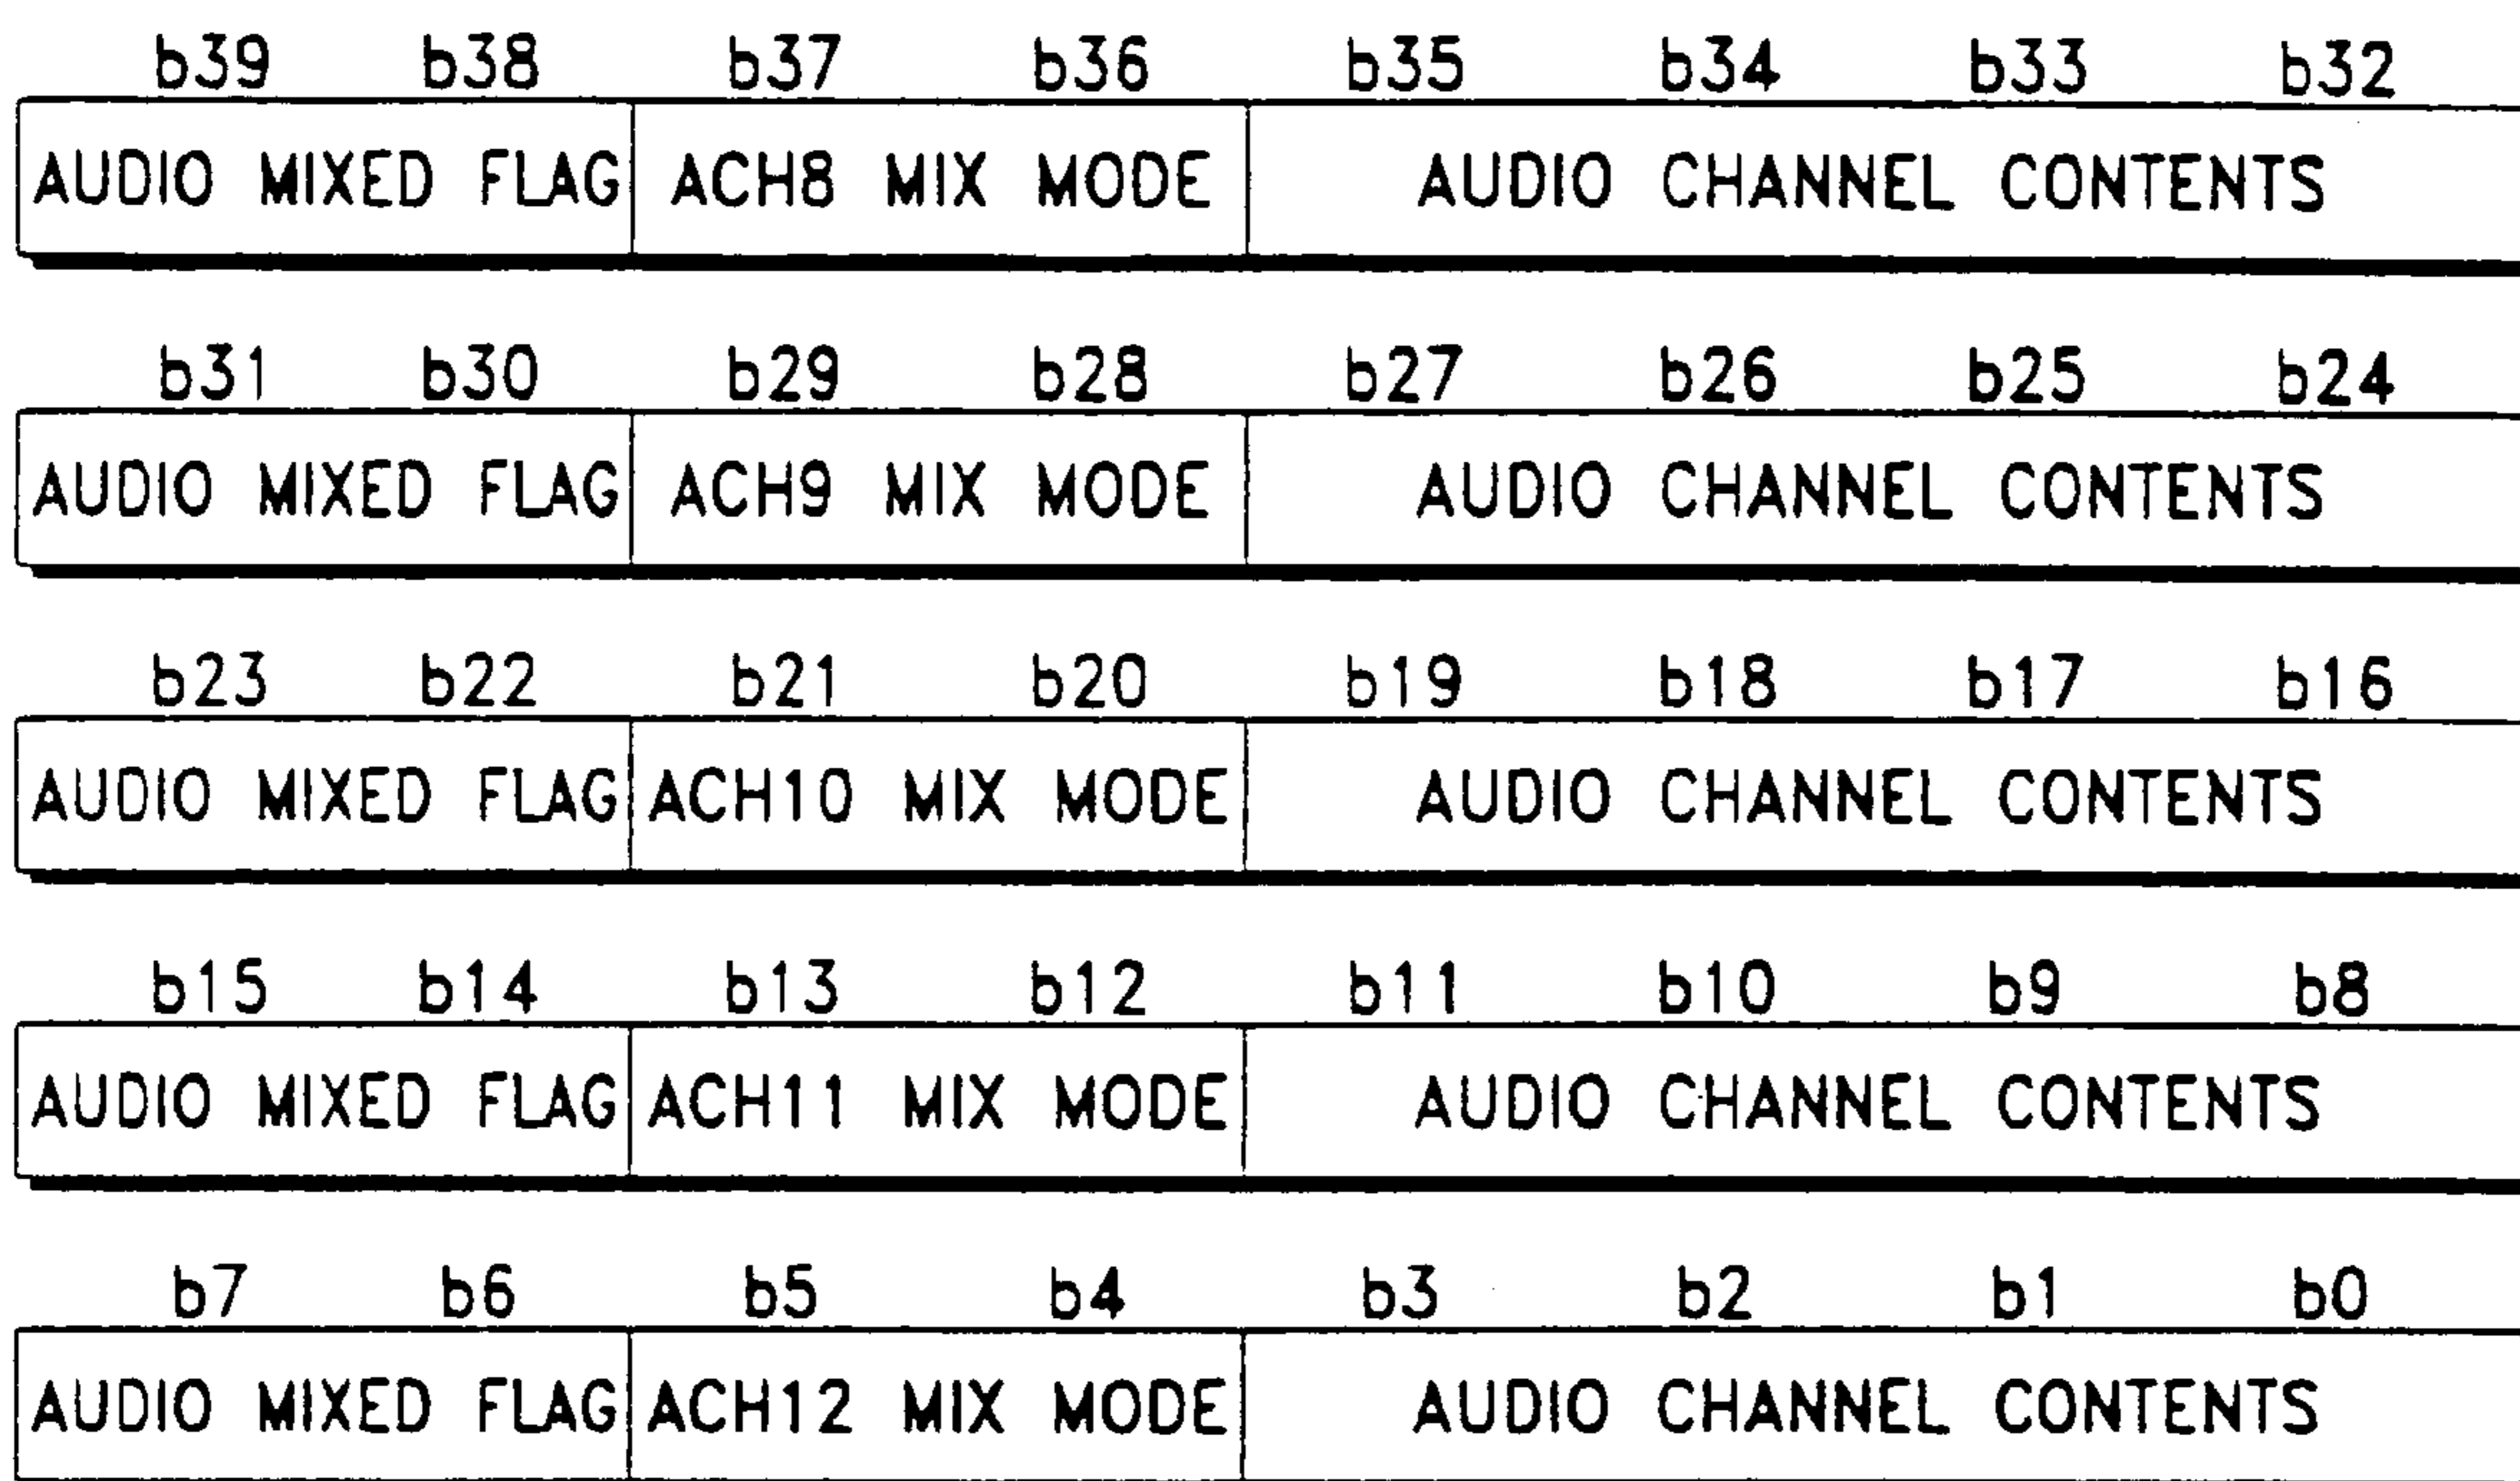 b39 b38 b37 b36 b35 b34 b33 b32
AUDIO MIXED FLAG ACH8 MIX MODE AUDIO CHANNEL CONTENTS
b31 b30 b29 b28 b27 b26 b25 b24
AUDIO MIXED FLAG ACH9 MIX MODE AUDIO CHANNEL CONTENTS
b23 b22 b21 b20 b19 b18 b17 b16
AUDIO MIXED FLAG ACH10 MIX MODE AUDIO CHANNEL CONTENTS
b15 b14 b13 b12 b11 b10 b9 b8
AUDIO MIXED FLAG ACH11 MIX MODE AUDIO CHANNEL CONTENTS
b7 b6 b5 b4 b3 b2 b1 b0
AUDIO MIXED FLAG ACH12 MIX MODE AUDIO CHANNEL CONTENTS